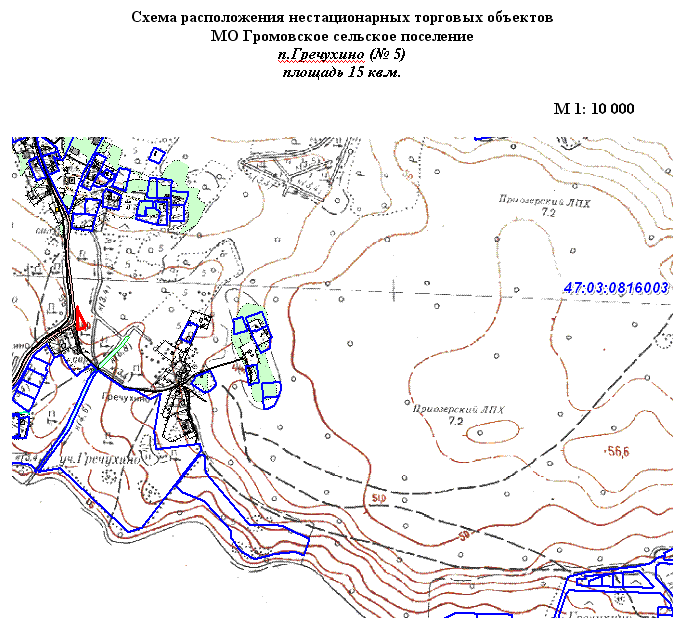 Схема расположения нестационарных торговых объектов
МО Громовское сельское поселение
п.Гречухино (№ 5)
площадь 15 кв.м.
М 1: 10 000
Приозерский ЛПХ
7.2
47:03:0816003
Гречухино
Приозерский ЛПХ
7.2
56,6
уч.Гречухино
50